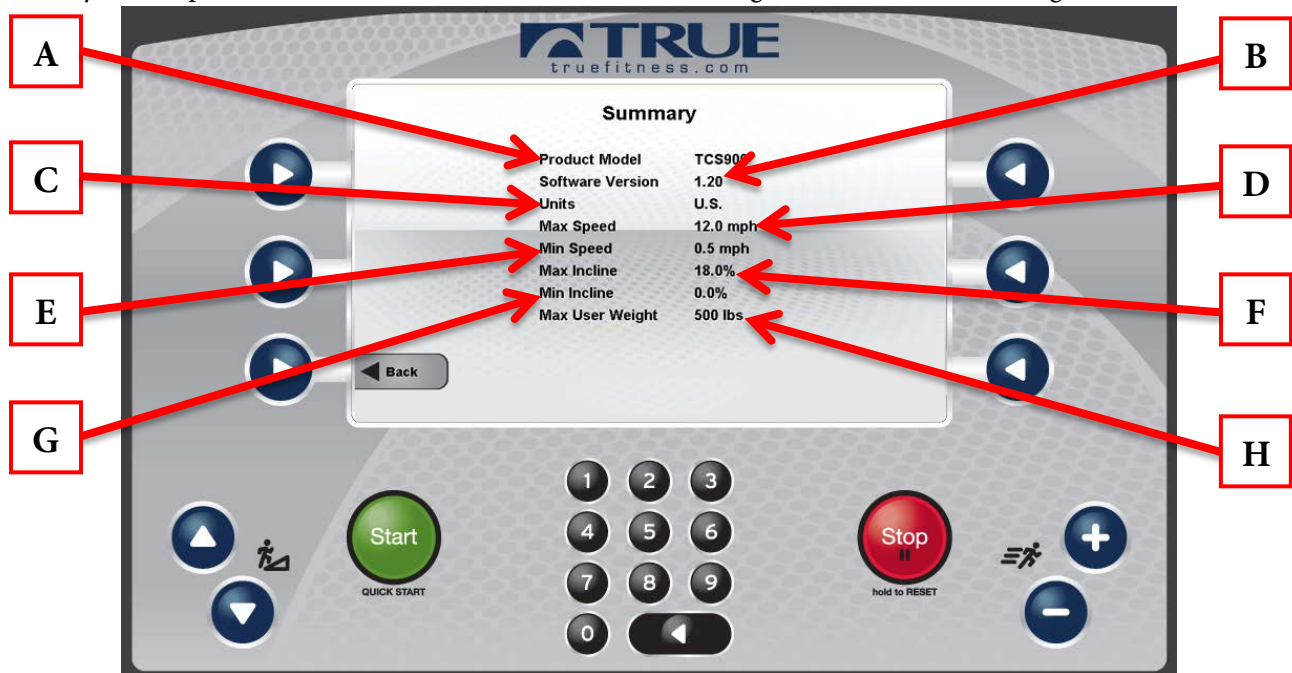 TRUE
truefitness.com
A
B
Summary
Product Model TCS900
Software Version 1.20
C
D
Units U.S.
Max Speed 12.0 mph
Min Speed 0.5 mph
Max Incline 18.0%
E
F
Min Incline 0.0%
Max User Weight 500 lbs
Back
G
H
1 2 3
Start
4 5 6
Stop
QUICK START
7 8 9
hold to RESET
0